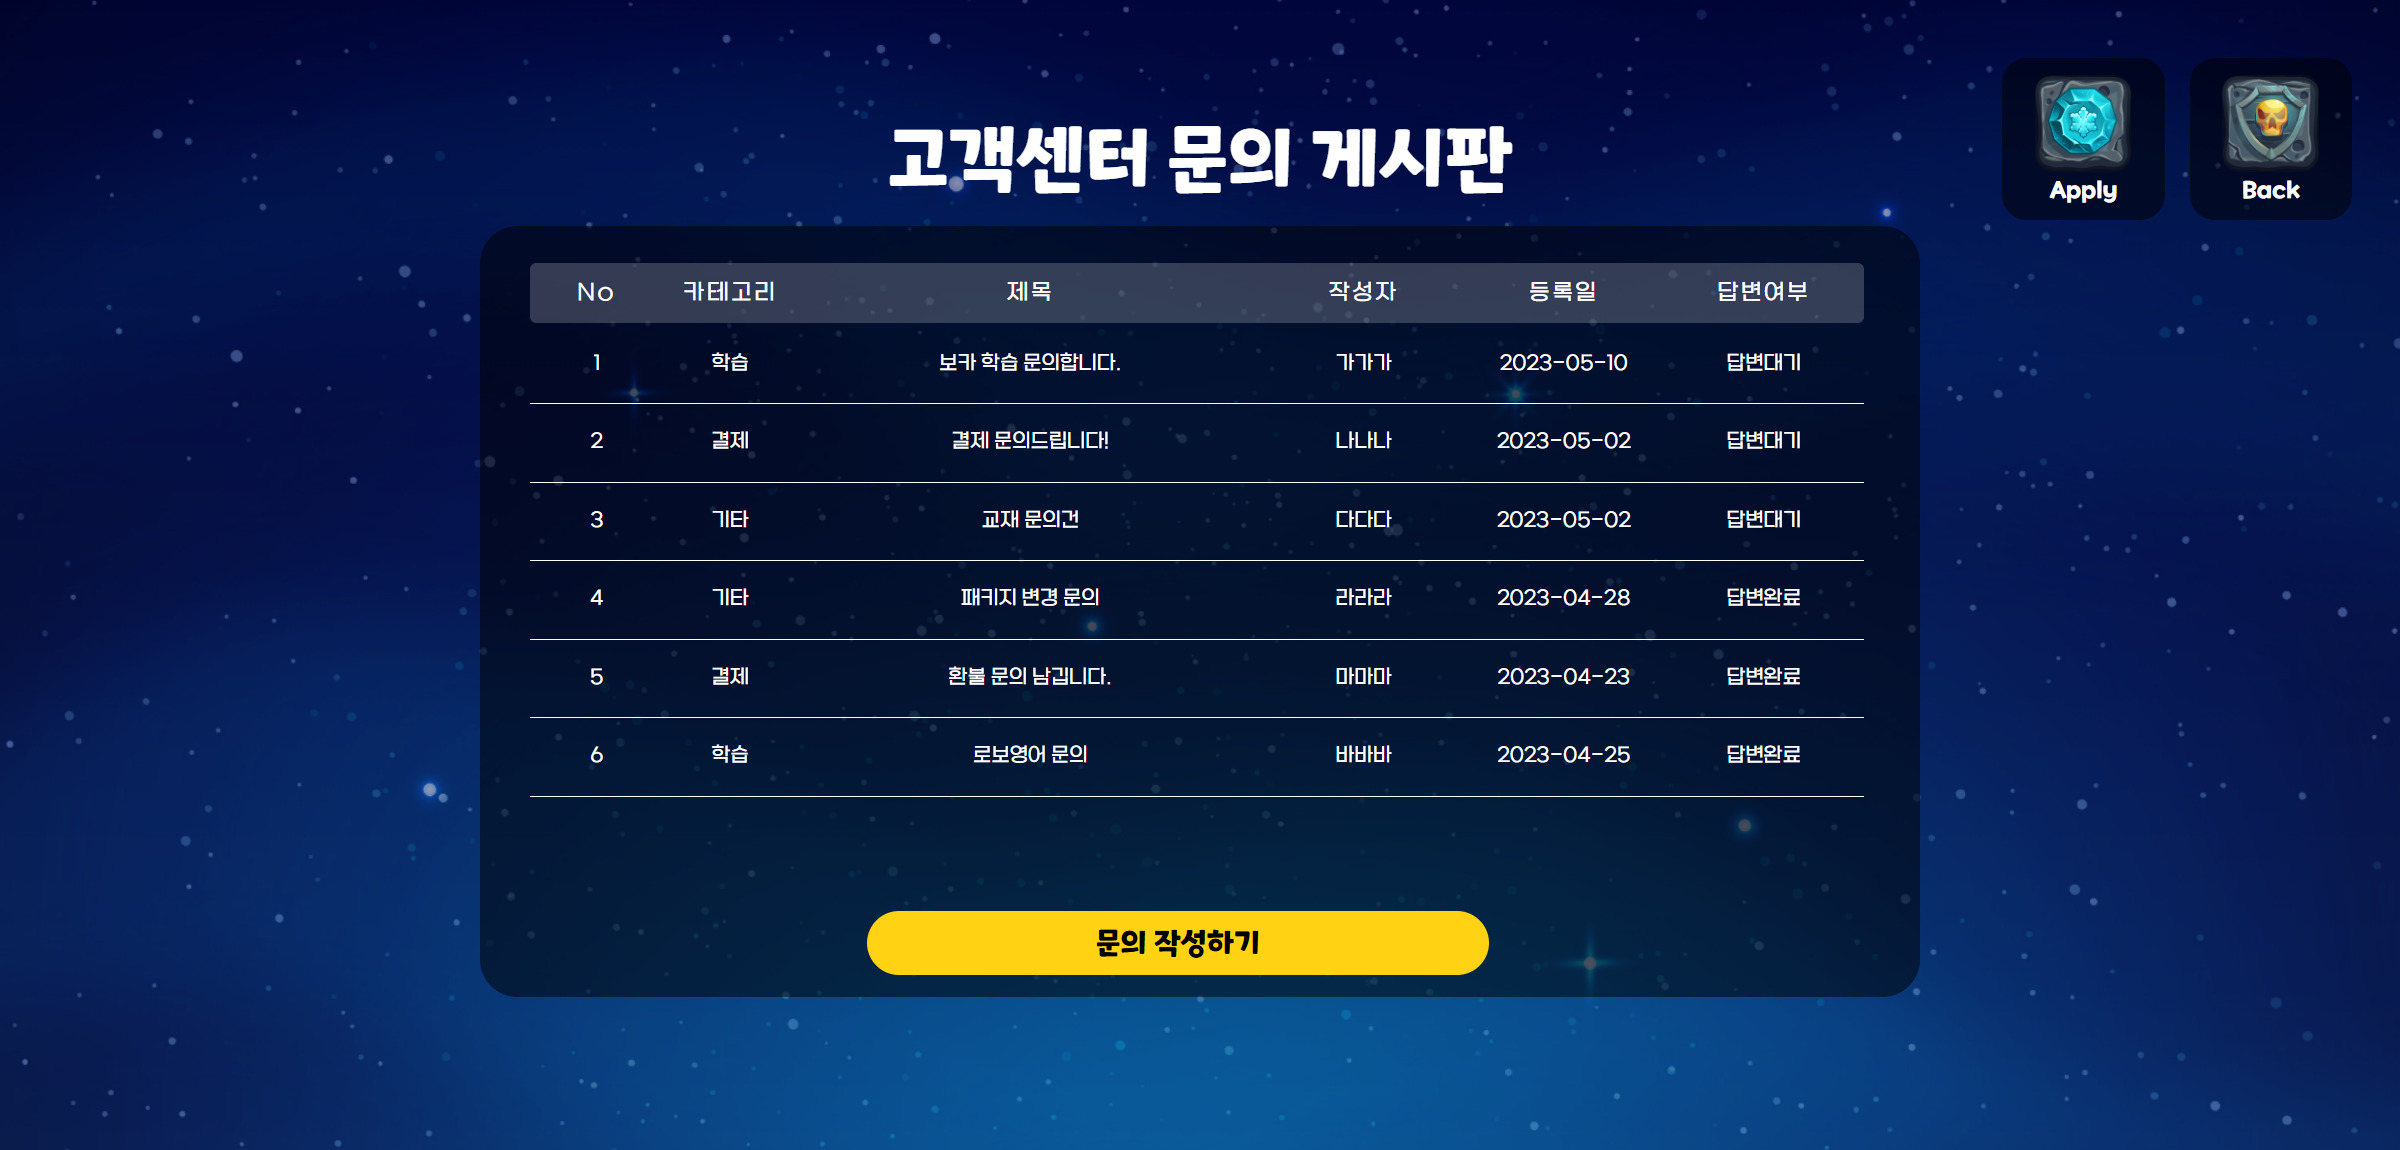 Apply
Back
고객센터 문의 게시판
No 카테고리 제목 작성자 등록일 답변여부
1 학습 보카 학습 문의합니다. 가가가 2023-05-10 답변대기
2 결제 결제 문의드립니다! 나나나 2023-05-02 답변대기
3 기타 교재 문의건 다다다 2023-05-02 답변대기
4 기타 패키지 변경 문의 라라라 2023-04-28 답변완료
5 결제 환불 문의 남깁니다. 마마마 2023-04-23 답변완료
6 학습 로보영어 문의 바바바 2023-04-25 답변완료
문의 작성하기